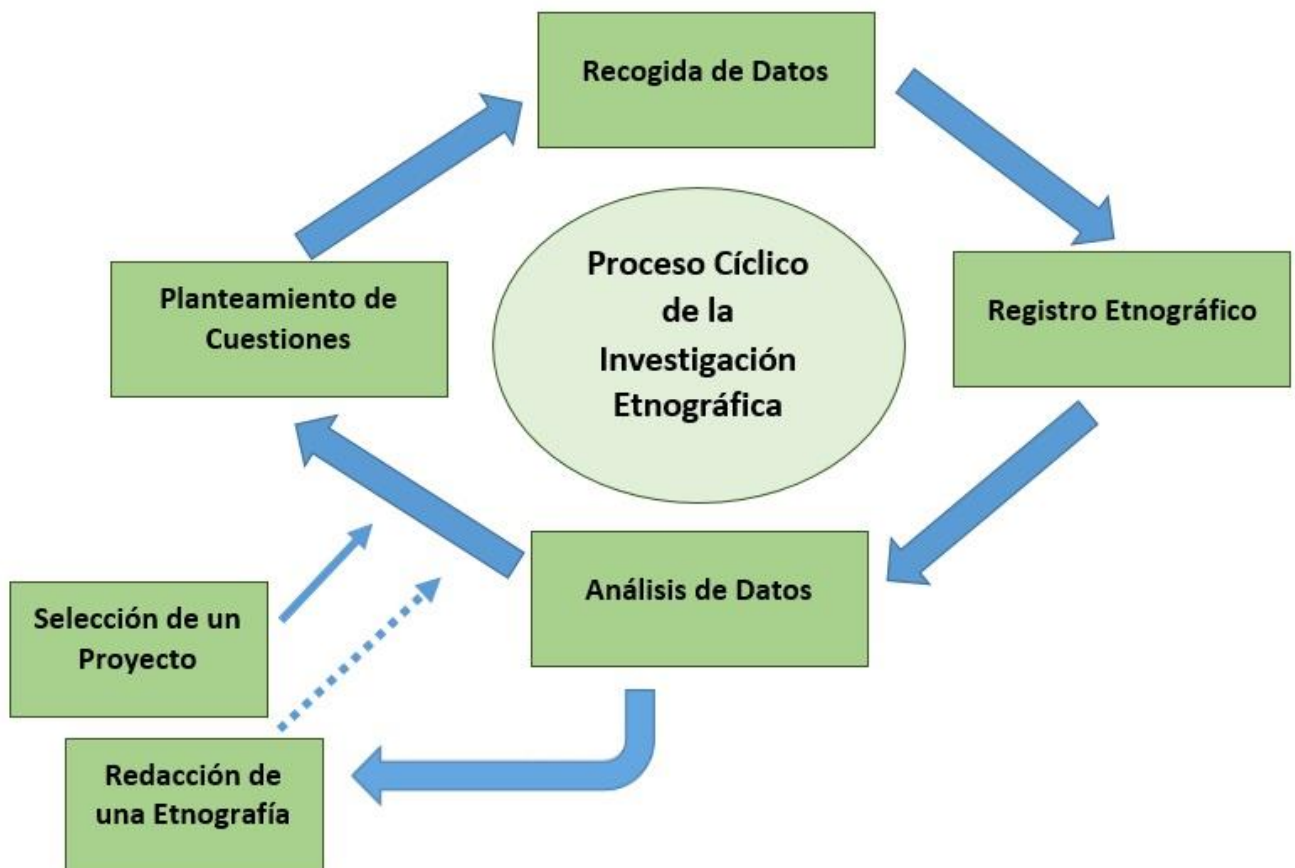 Recogida de Datos
Proceso Cíclico
de la
Investigación
Etnográfica
Planteamiento de
Cuestiones
Registro Etnográfico
Análisis de Datos
Selección de un
Proyecto
Redacción de
una Etnografía